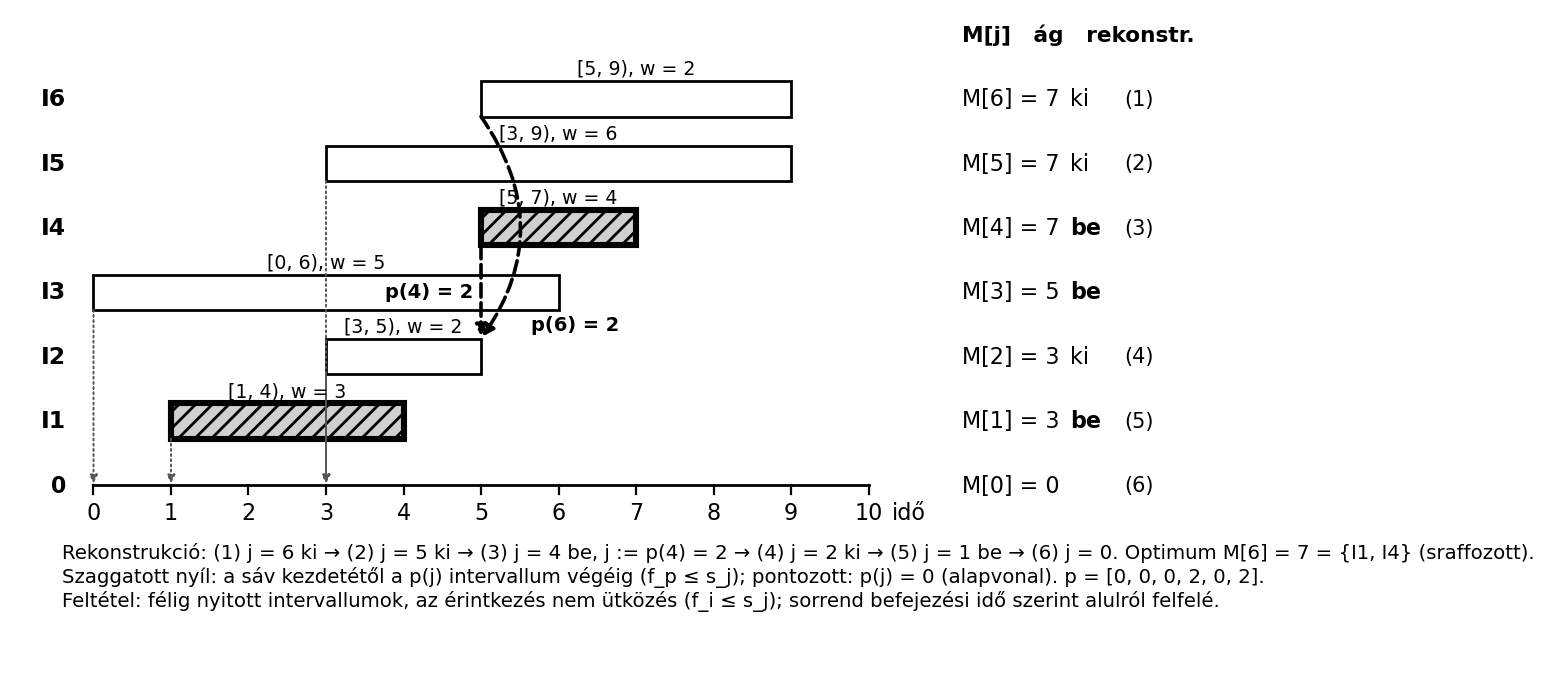 M[j] ág rekonstr.
[5, 9), w = 2
I6 M[6] = 7 ki (1)
[3, 9), w = 6
I5 M[5] = 7 ki (2)
[5, 7), w = 4
I4 M[4] = 7 be (3)
[0, 6), w = 5
I3 p(4) = 2 M[3] = 5 be
[3, 5), w = 2 p(6) = 2
I2 M[2] = 3 ki (4)
[1, 4), w = 3
I1 M[1] = 3 be (5)
0 M[0] = 0 (6)
0 1 2 3 4 5 6 7 8 9 10 idő
Rekonstrukció: (1) j = 6 ki → (2) j = 5 ki → (3) j = 4 be, j := p(4) = 2 → (4) j = 2 ki → (5) j = 1 be → (6) j = 0. Optimum M[6] = 7 = {I1, I4} (sraffozott).
Szaggatott nyíl: a sáv kezdetétől a p(j) intervallum végéig (f_p ≤ s_j); pontozott: p(j) = 0 (alapvonal). p = [0, 0, 0, 2, 0, 2].
Feltétel: félig nyitott intervallumok, az érintkezés nem ütközés (f_i ≤ s_j); sorrend befejezési idő szerint alulról felfelé.